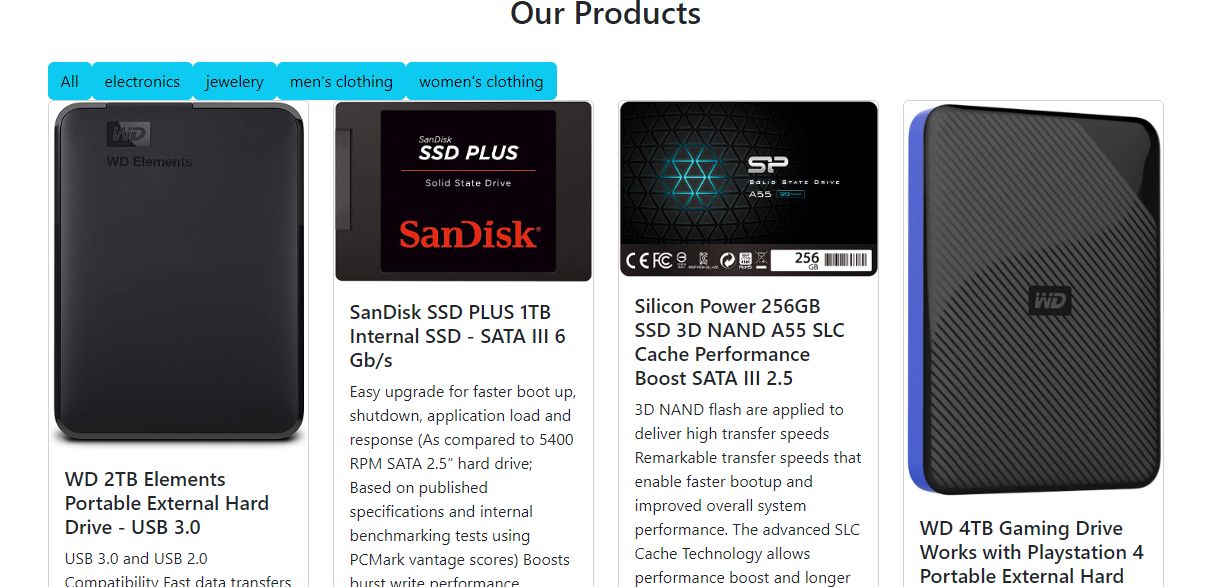 Our Products
All
electronics
jewelery
men's clothing
women's clothing
WD
WD Elements
WD 2TB Elements
Portable External Hard
Drive - USB 3.0
USB 3.0 and USB 2.0
Compatibility Fast data transfers
SanDisk
SSD PLUS
Solid State Drive
SanDisk
SanDisk SSD PLUS 1TB
Internal SSD - SATA III 6
Gb/s
Easy upgrade for faster boot up,
shutdown, application load and
response (As compared to 5400
RPM SATA 2.5” hard drive;
Based on published
specifications and internal
benchmarking tests using
PCMark vantage scores) Boosts
burst write performance,
SP
SOLID STATE DRIVE
A55
256
GB
Silicon Power 256GB
SSD 3D NAND A55 SLC
Cache Performance
Boost SATA III 2.5
3D NAND flash are applied to
deliver high transfer speeds
Remarkable transfer speeds that
enable faster bootup and
improved overall system
performance. The advanced SLC
Cache Technology allows
performance boost and longer
WD
WD 4TB Gaming Drive
Works with Playstation 4
Portable External Hard